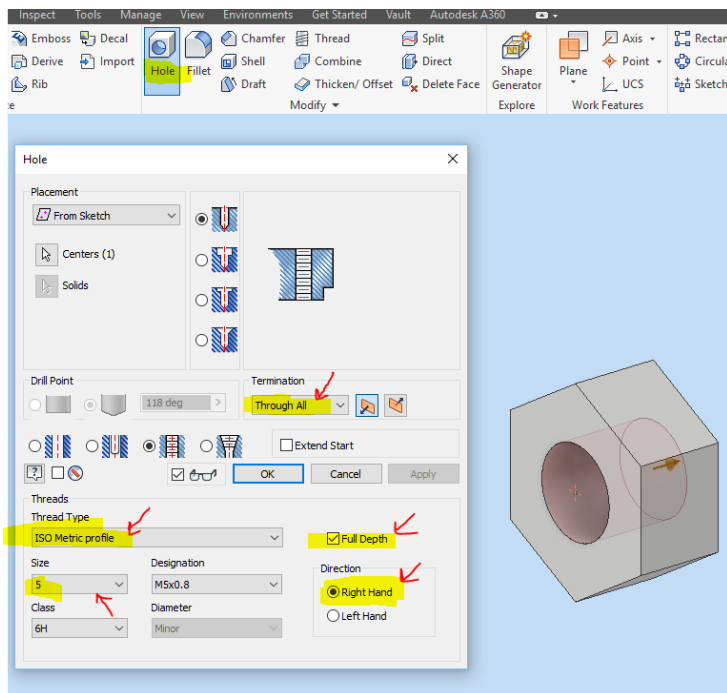 Inspect Tools Manage View Environments Get Started Vault Autodesk A360
Emboss Decal Chamfer Thread Split Axis Rectan
Derive Import Hole Fillet Shell Combine Direct Shape Generator Plane Point Circula
Rib Draft Thicken/ Offset Delete Face UCS Sketch
Modify Explore Work Features
Hole
Placement
From Sketch
Centers (1)
Solids
Drill Point Termination
118 deg > Through All
Extend Start
? OK Cancel Apply
Threads
Thread Type
ISO Metric profile Full Depth
Size Designation Direction
5 M5x0.8 Right Hand
Class Diameter Left Hand
6H Minor